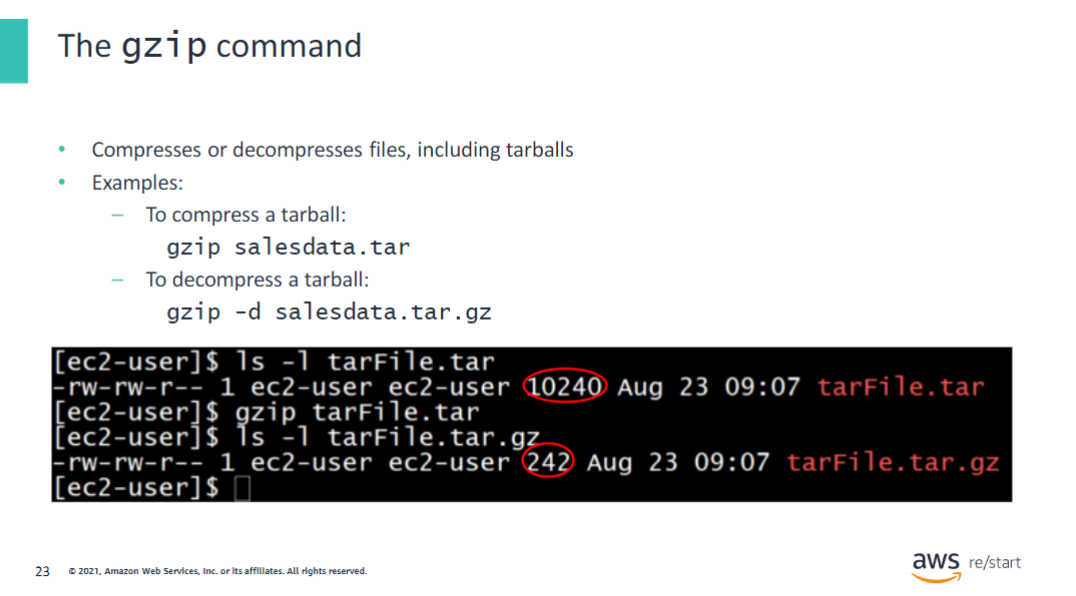 The gzip command
• Compresses or decompresses files, including tarballs
• Examples:
– To compress a tarball:
gzip salesdata.tar
– To decompress a tarball:
gzip -d salesdata.tar.gz
[ec2-user]$ ls -l tarFile.tar
-rw-rw-r-- 1 ec2-user ec2-user 10240 Aug 23 09:07 tarFile.tar
[ec2-user]$ gzip tarFile.tar
[ec2-user]$ ls -l tarFile.tar.gz
-rw-rw-r-- 1 ec2-user ec2-user 242 Aug 23 09:07 tarFile.tar.gz
[ec2-user]$
23 © 2021, Amazon Web Services, Inc. or its affiliates. All rights reserved.
aws re/start